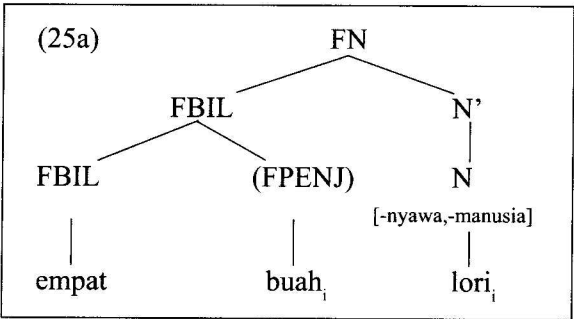 (25a) FN
FBIL N’
FBIL (FPENJ) N
[-nyawa,-manusia]
empat buahᵢ loriᵢ